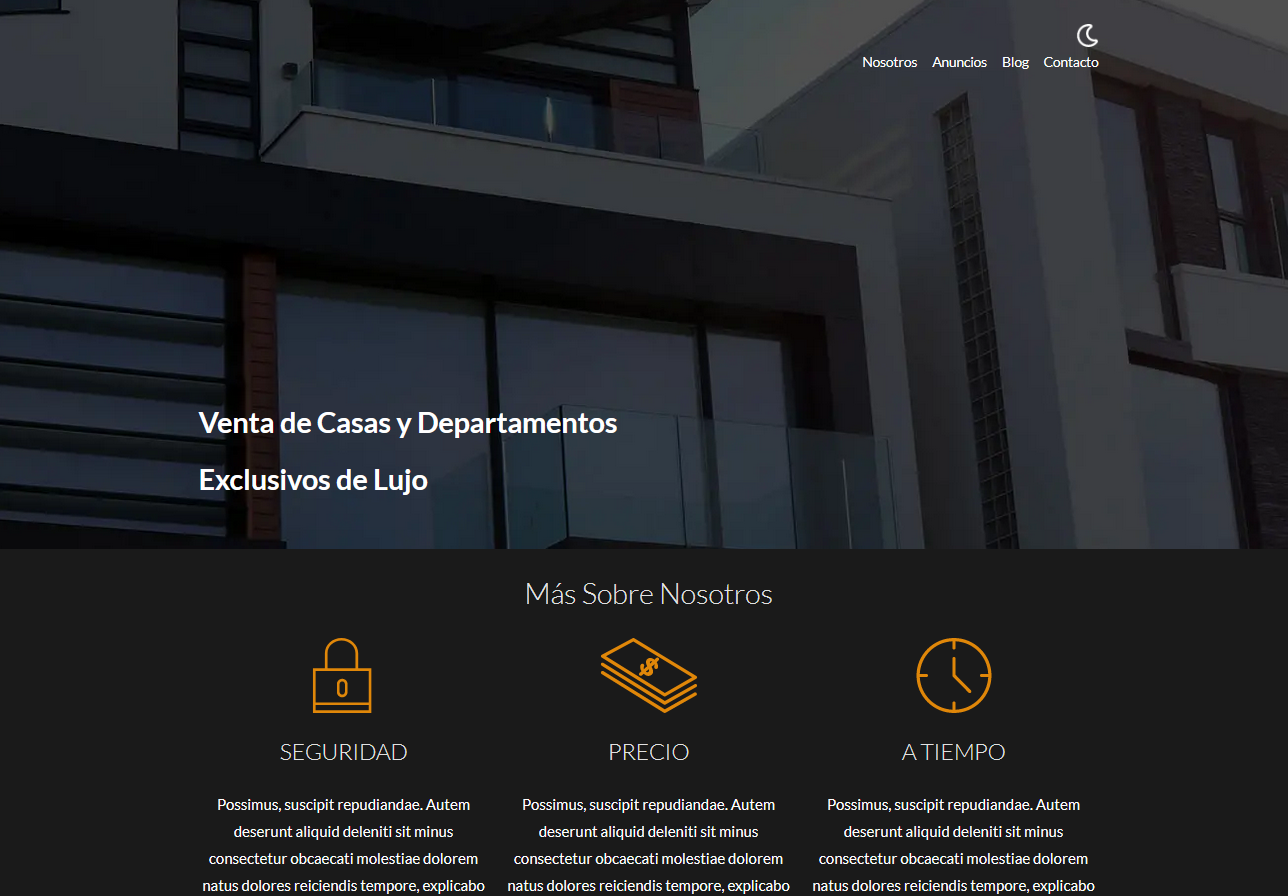 Nosotros Anuncios Blog Contacto
Venta de Casas y Departamentos
Exclusivos de Lujo
Más Sobre Nosotros
$
SEGURIDAD
Possimus, suscipit repudiandae. Autem
deserunt aliquid deleniti sit minus
consectetur obcaecati molestiae dolorem
natus dolores reiciendis tempore, explicabo
PRECIO
Possimus, suscipit repudiandae. Autem
deserunt aliquid deleniti sit minus
consectetur obcaecati molestiae dolorem
natus dolores reiciendis tempore, explicabo
A TIEMPO
Possimus, suscipit repudiandae. Autem
deserunt aliquid deleniti sit minus
consectetur obcaecati molestiae dolorem
natus dolores reiciendis tempore, explicabo